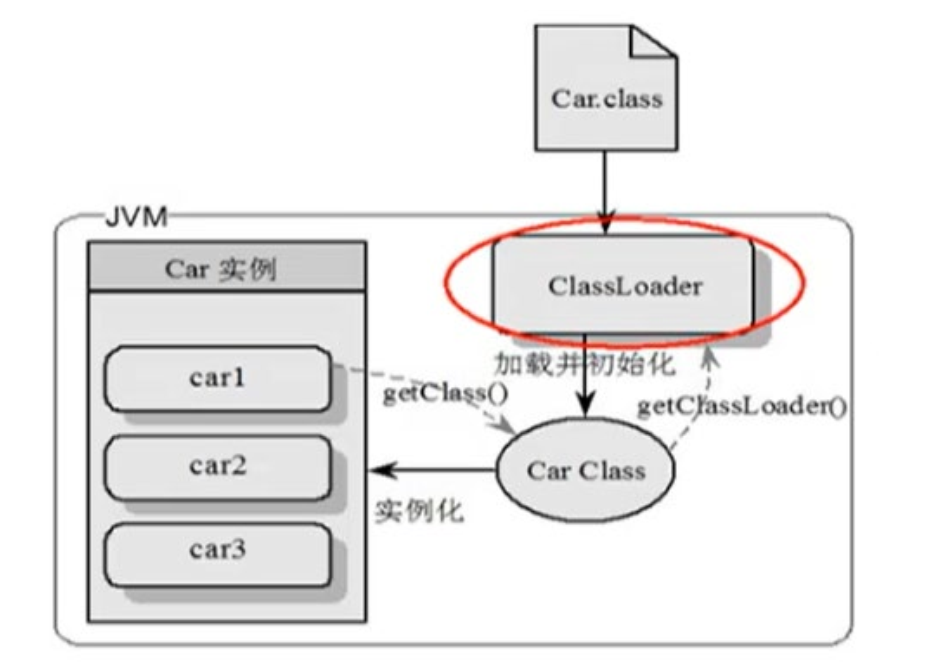 Car.class
JVM
Car 实例
ClassLoader
加载并初始化
car1
getClass()
getClassLoader()
car2
Car Class
实例化
car3